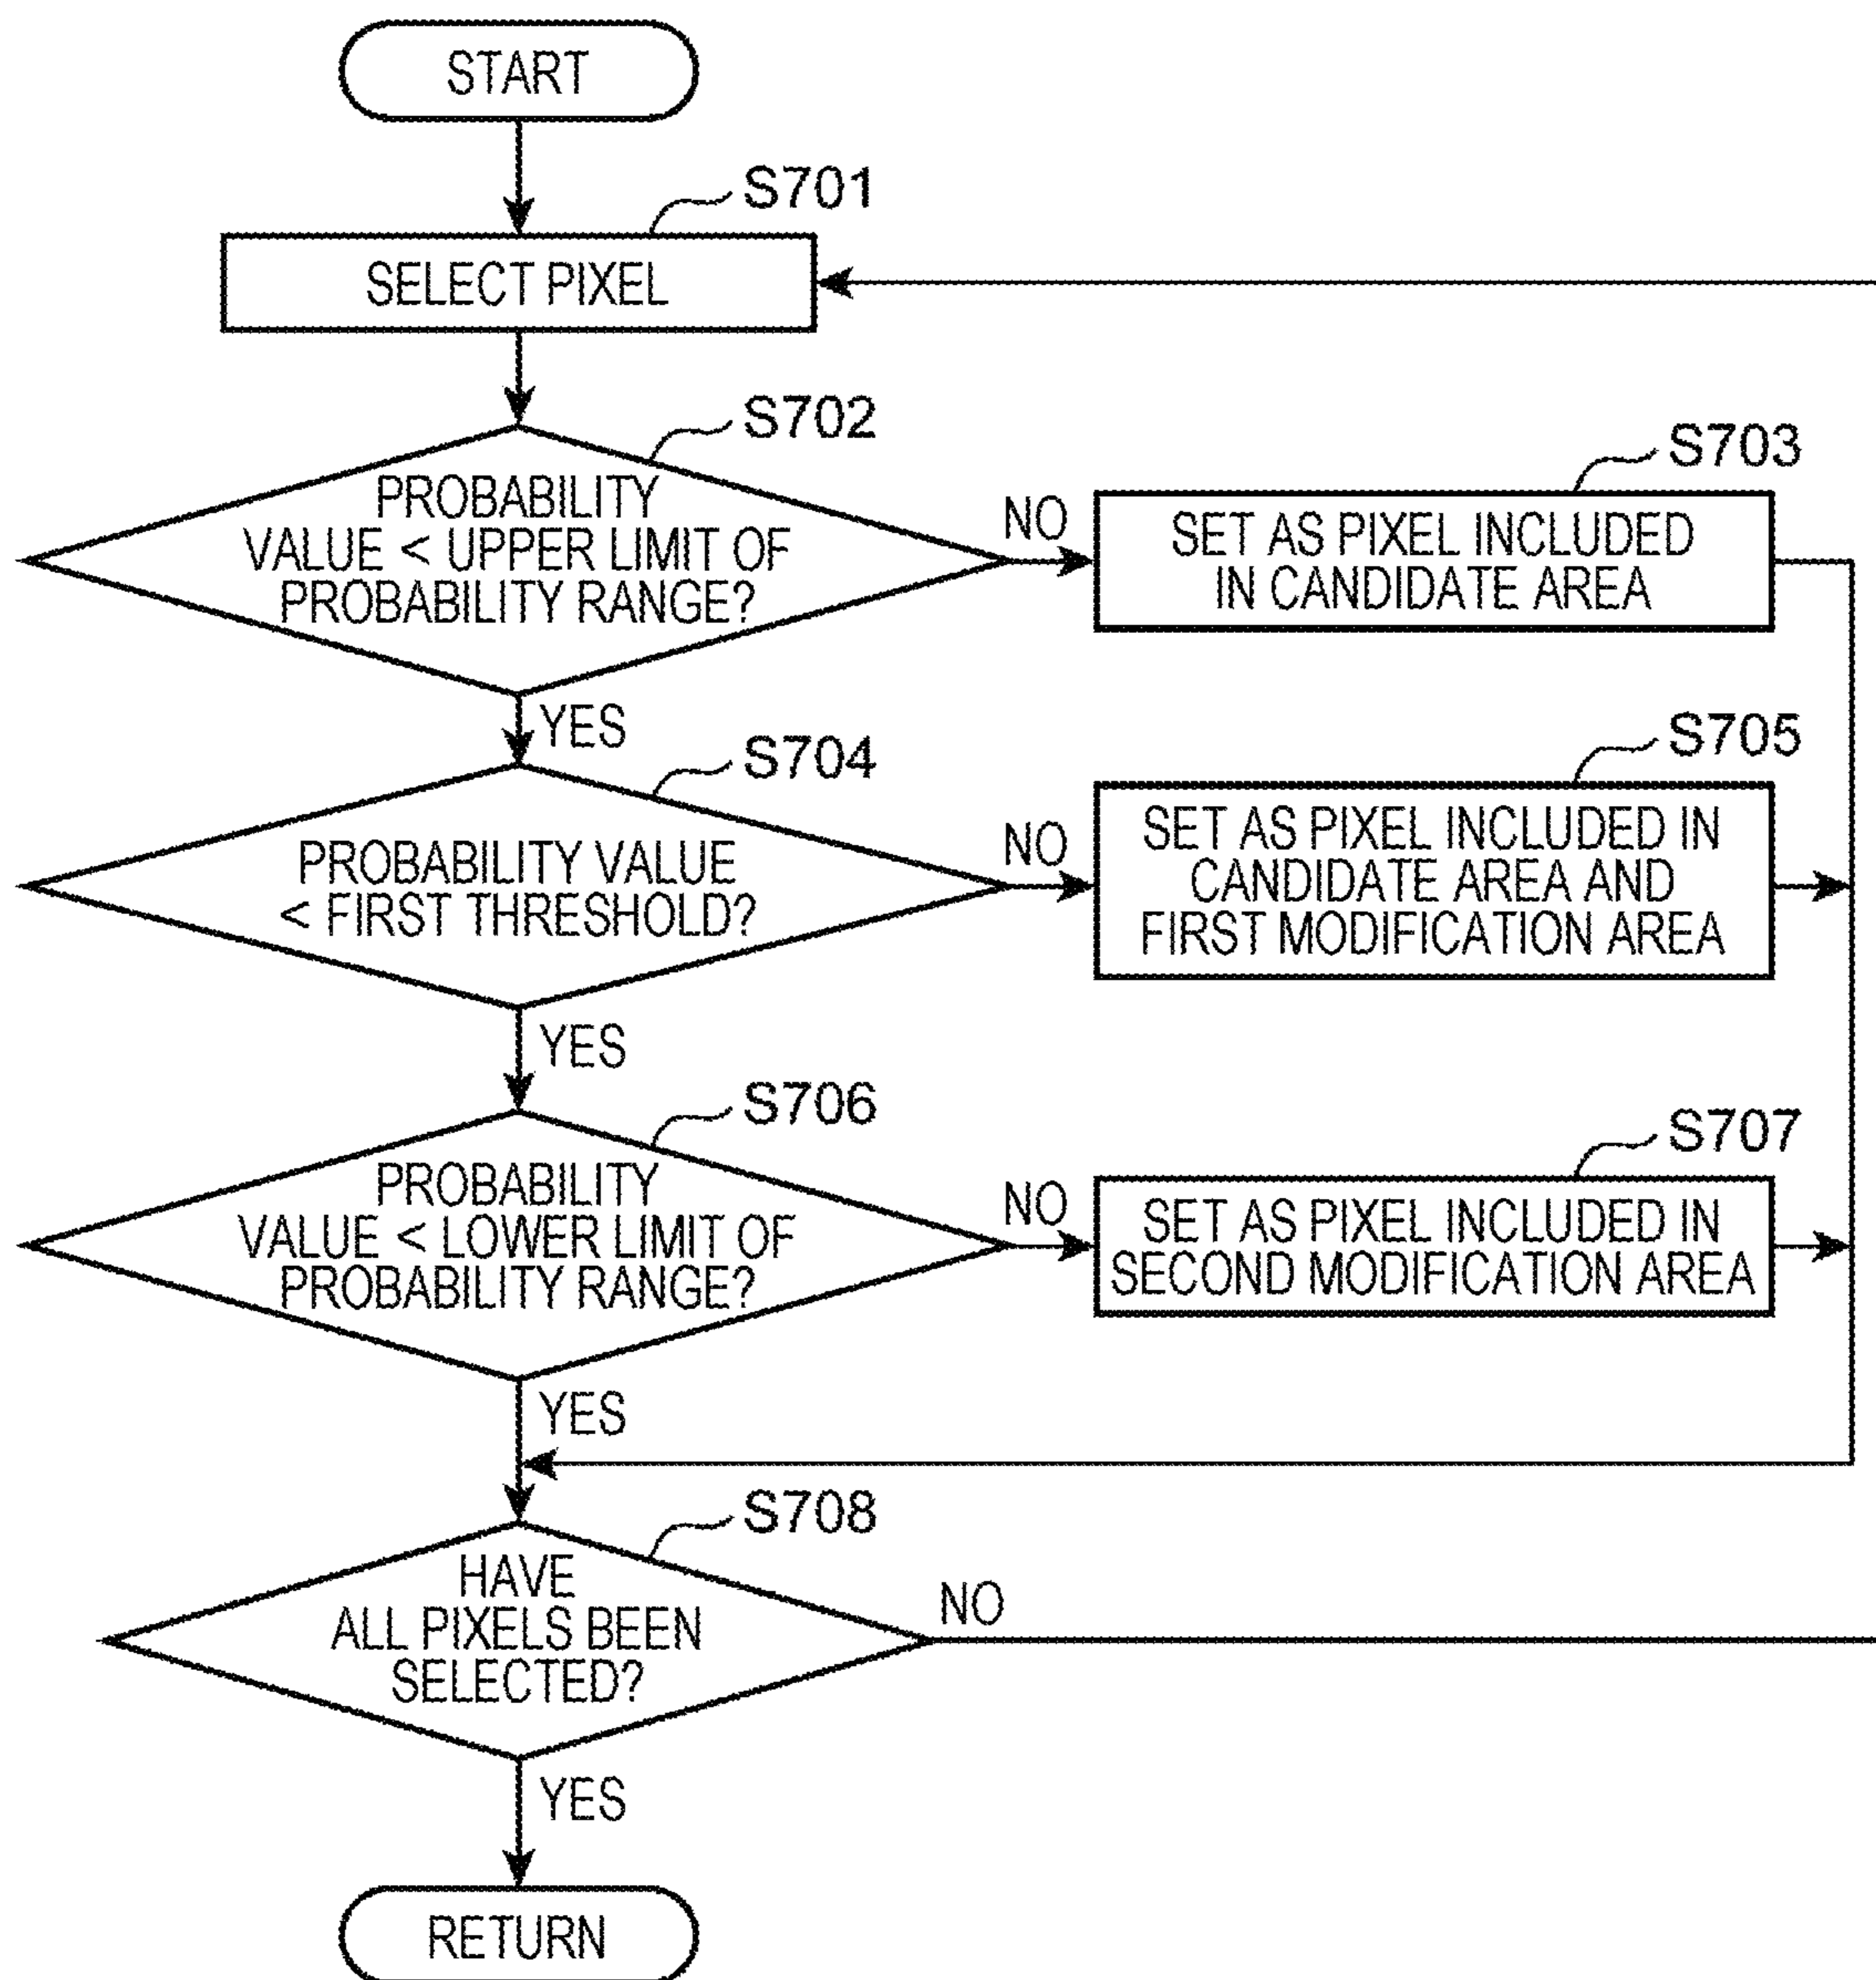 START
S701
SELECT PIXEL
S702
PROBABILITY
VALUE < UPPER LIMIT OF
PROBABILITY RANGE?
NO
S703
SET AS PIXEL INCLUDED
IN CANDIDATE AREA
YES
S704
PROBABILITY VALUE
< FIRST THRESHOLD?
NO
S705
SET AS PIXEL INCLUDED IN
CANDIDATE AREA AND
FIRST MODIFICATION AREA
YES
S706
PROBABILITY
VALUE < LOWER LIMIT OF
PROBABILITY RANGE?
NO
S707
SET AS PIXEL INCLUDED IN
SECOND MODIFICATION AREA
YES
S708
HAVE
ALL PIXELS BEEN
SELECTED?
NO
YES
RETURN